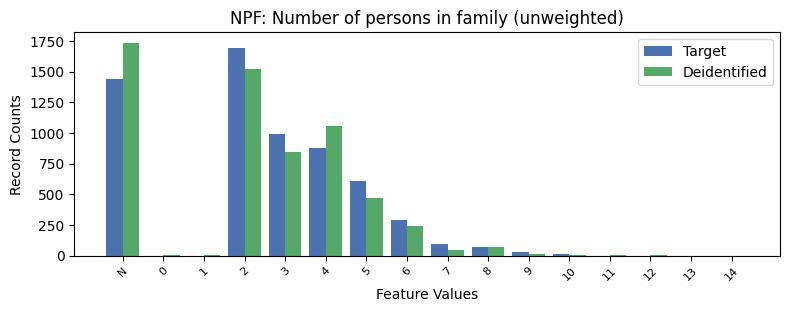 NPF: Number of persons in family (unweighted)
Target
Deidentified
Record Counts
1750
1500
1250
1000
750
500
250
0
N 0 1 2 3 4 5 6 7 8 9 10 11 12 13 14
Feature Values